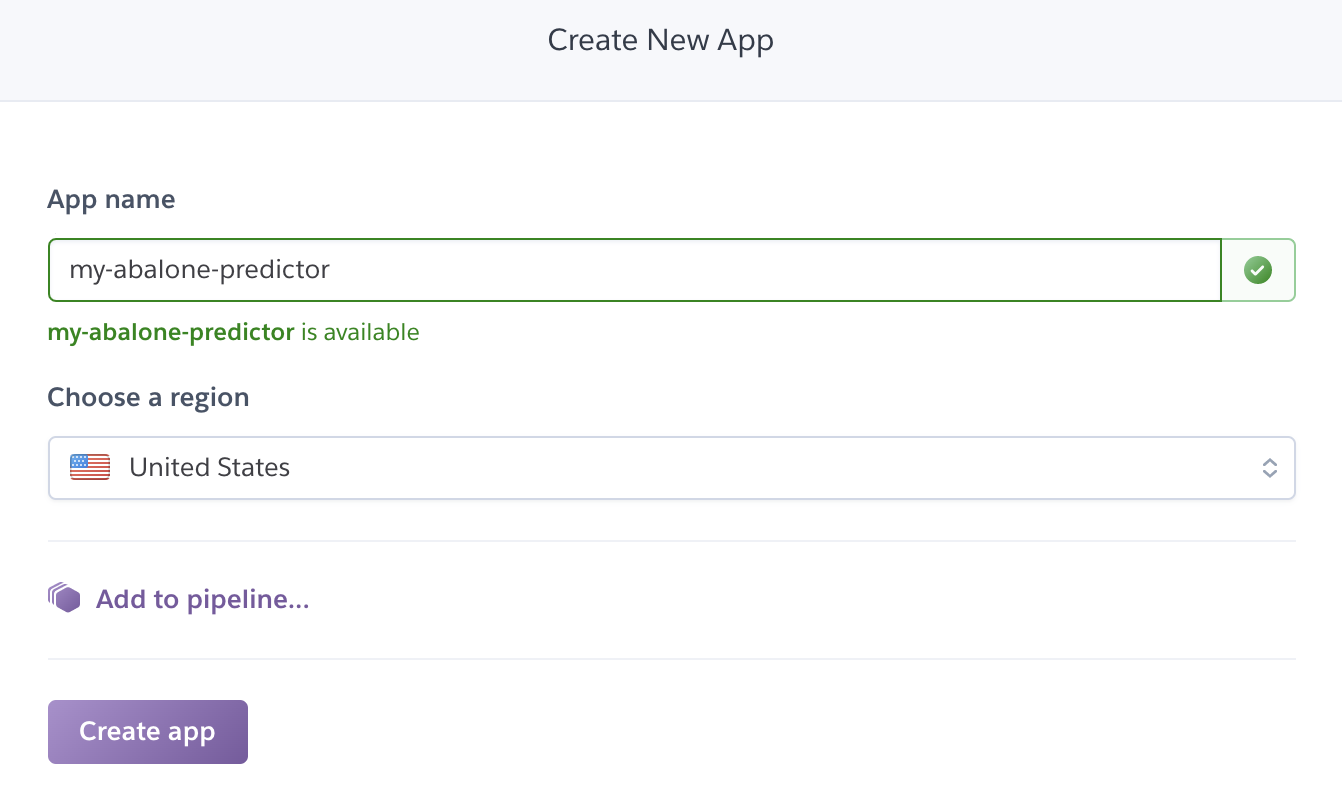 Create New App
App name
my-abalone-predictor
my-abalone-predictor is available
Choose a region
United States
Add to pipeline...
Create app